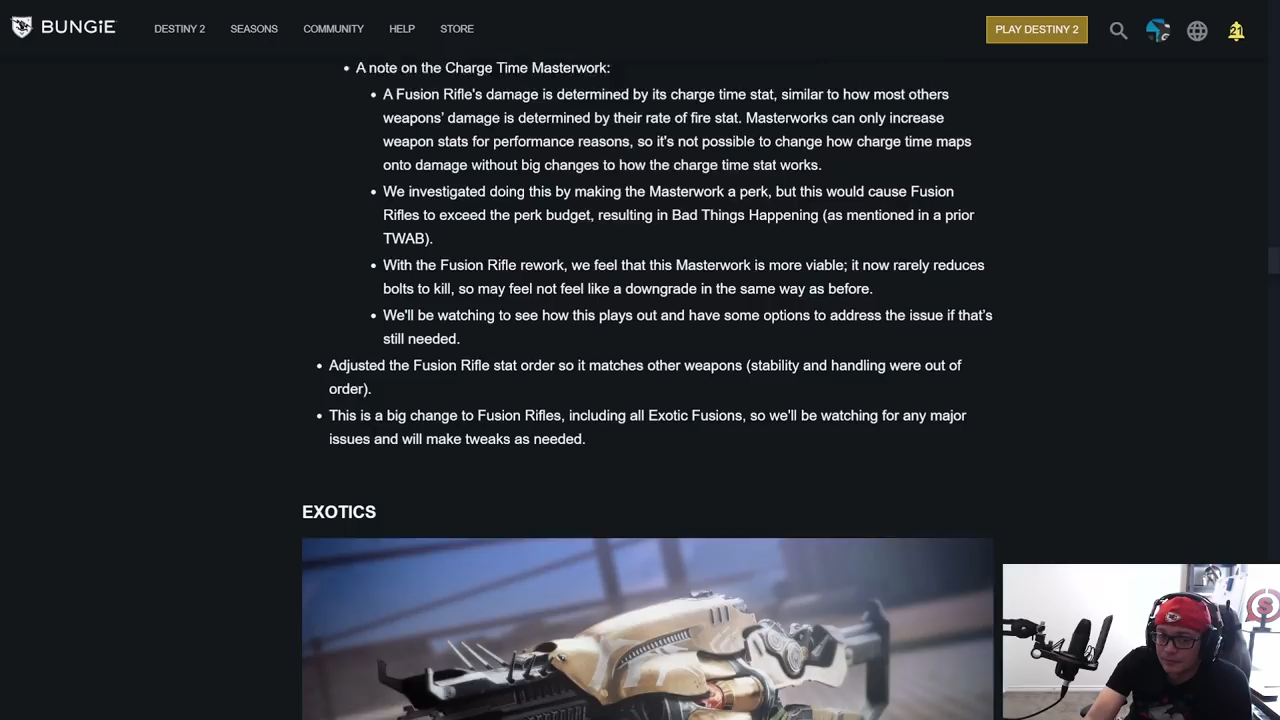 BUNGiE
DESTINY 2
SEASONS
COMMUNITY
HELP
STORE
PLAY DESTINY 2
21
• A note on the Charge Time Masterwork:
• A Fusion Rifle's damage is determined by its charge time stat, similar to how most others
weapons' damage is determined by their rate of fire stat. Masterworks can only increase
weapon stats for performance reasons, so it's not possible to change how charge time maps
onto damage without big changes to how the charge time stat works.
• We investigated doing this by making the Masterwork a perk, but this would cause Fusion
Rifles to exceed the perk budget, resulting in Bad Things Happening (as mentioned in a prior
TWAB).
• With the Fusion Rifle rework, we feel that this Masterwork is more viable; it now rarely reduces
bolts to kill, so may feel not feel like a downgrade in the same way as before.
• We'll be watching to see how this plays out and have some options to address the issue if that's
still needed.
• Adjusted the Fusion Rifle stat order so it matches other weapons (stability and handling were out of
order).
• This is a big change to Fusion Rifles, including all Exotic Fusions, so we'll be watching for any major
issues and will make tweaks as needed.
EXOTICS